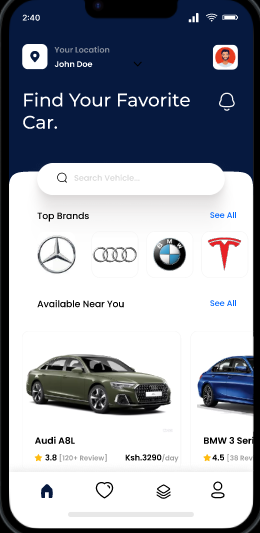 2:40
Your Location
John Doe
Find Your Favorite
Car.
Search Vehicle...
Top Brands See All
BMW
Available Near You See All
Audi A8L BMW 3 Seri
3.8 [120+ Review] Ksh.3290/day 4.5 [38 Rev